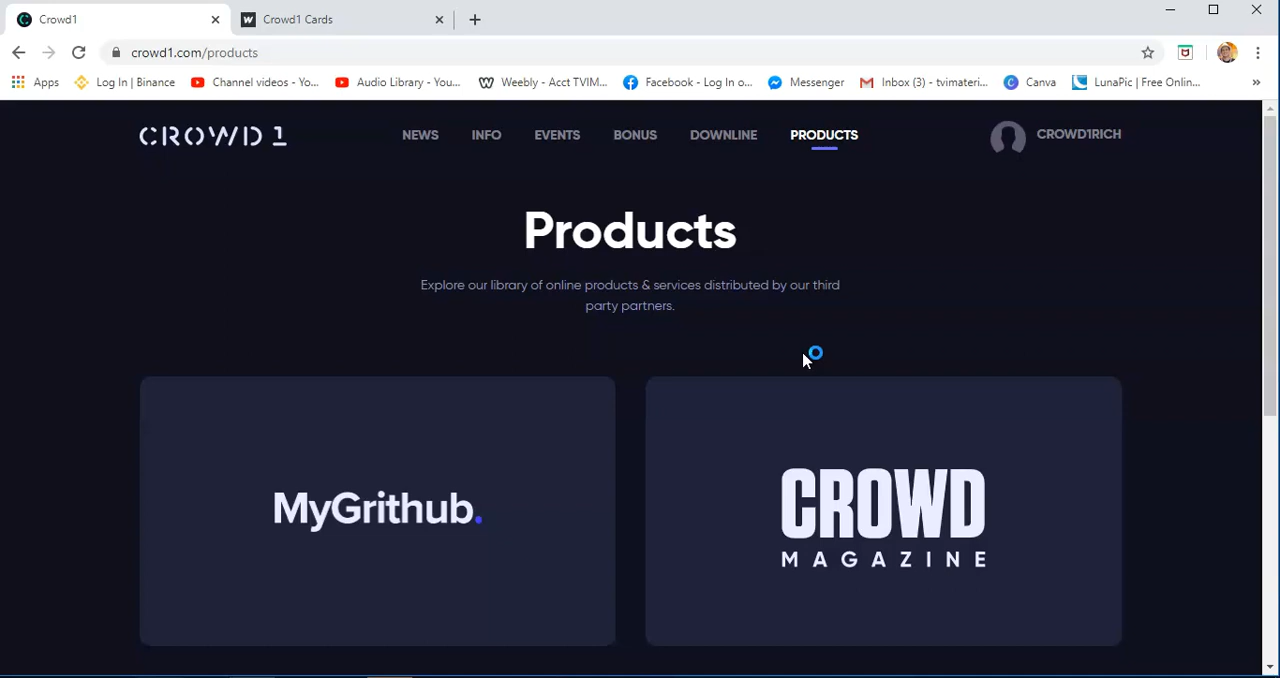 Crowd1
Crowd1 Cards
crowd1.com/products
Apps
Log In | Binance
Channel videos - Yo...
Audio Library - You...
Weebly - Acct TVIM...
Facebook - Log In o...
Messenger
Inbox (3) - tvimateri...
Canva
LunaPic | Free Onlin...
»
CROWD 1
NEWS
INFO
EVENTS
BONUS
DOWNLINE
PRODUCTS
CROWD1RICH
Products
Explore our library of online products & services distributed by our third
party partners.
MyGrithub.
CROWD
MAGAZINE